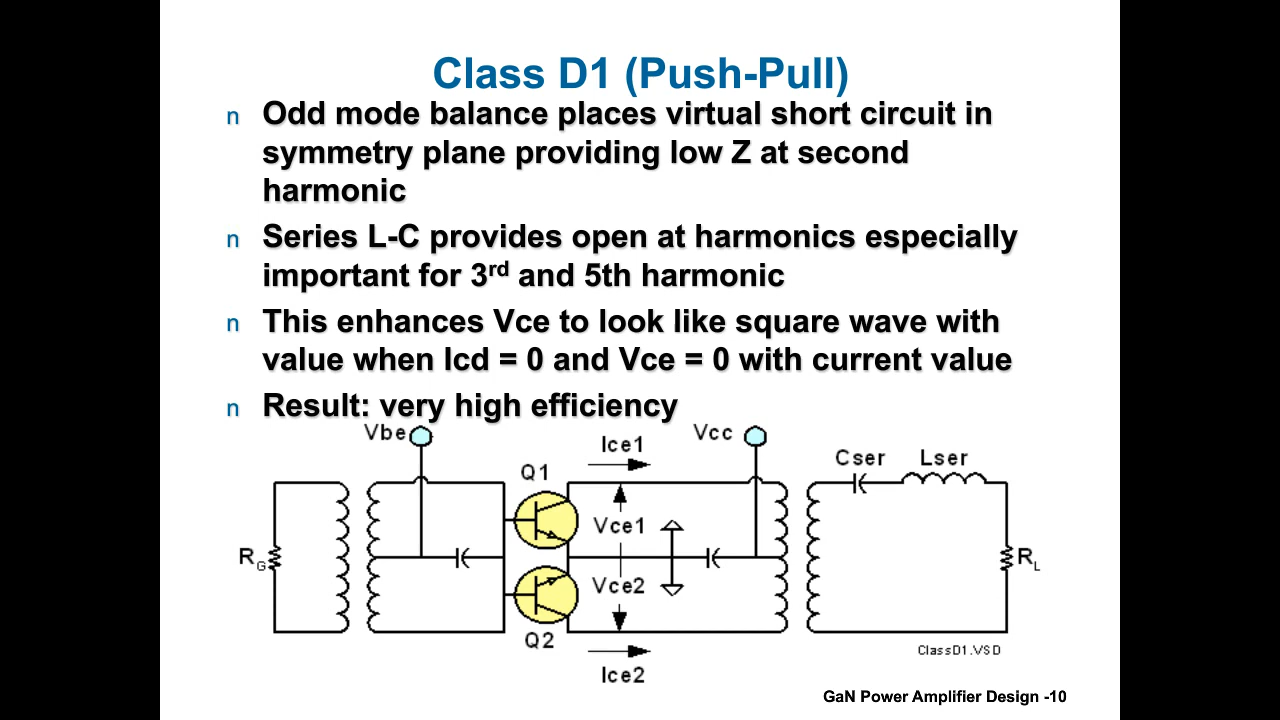 Class D1 (Push-Pull)
n Odd mode balance places virtual short circuit in
symmetry plane providing low Z at second
harmonic
n Series L-C provides open at harmonics especially
important for 3rd and 5th harmonic
n This enhances Vce to look like square wave with
value when Icd = 0 and Vce = 0 with current value
n Result: very high efficiency
Vbe
Ice1
Vcc
Cser
Lser
Q1
Vce1
RG
RL
Vce2
Q2
ClassD1.VSD
Ice2
GaN Power Amplifier Design -10